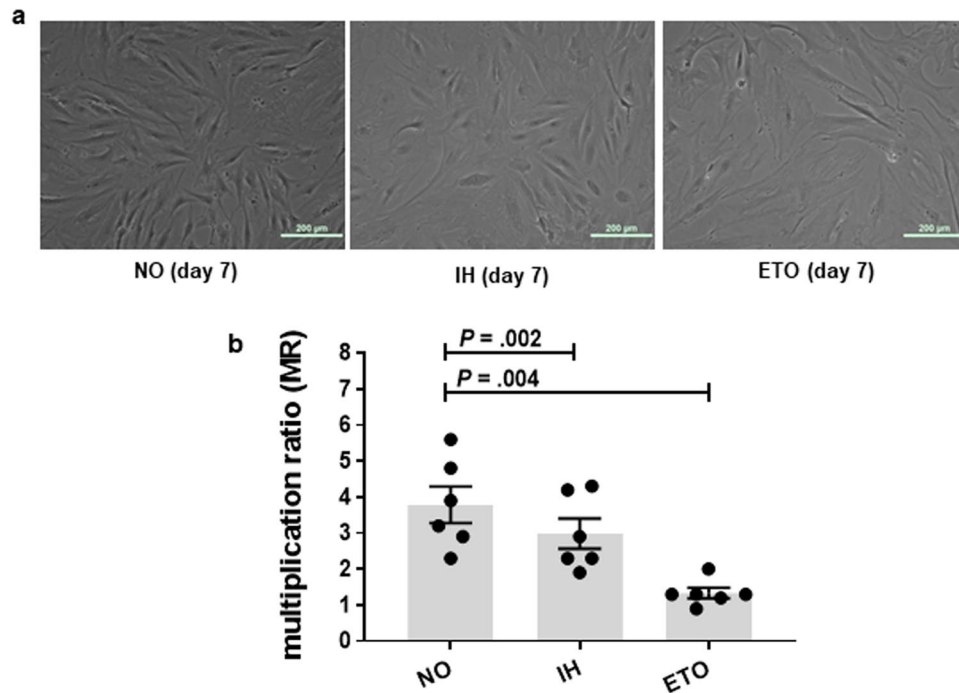 a
200 µm
200 µm
200 µm
NO (day 7)
IH (day 7)
ETO (day 7)
b
multiplication ratio (MR)
P = .002
P = .004
8
7
6
5
4
3
2
1
0
NO
IH
ETO